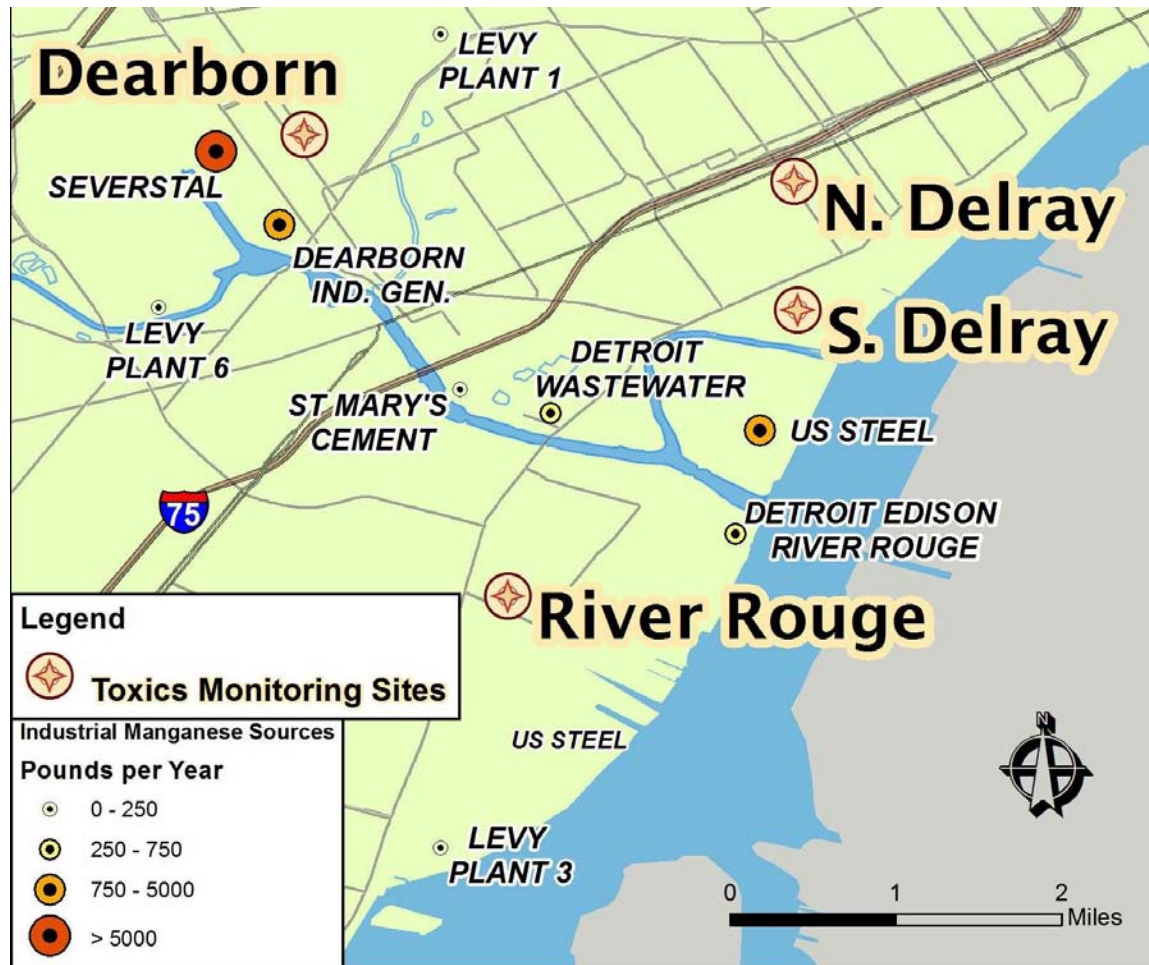 LEVY
PLANT 1
Dearborn
SEVERSTAL
N. Delray
DEARBORN
IND. GEN.
S. Delray
LEVY
PLANT 6
DETROIT
WASTEWATER
ST MARY'S
CEMENT
US STEEL
75
DETROIT EDISON
RIVER ROUGE
River Rouge
US STEEL
LEVY
PLANT 3
Legend
Toxics Monitoring Sites
Industrial Manganese Sources
Pounds per Year
0 - 250
250 - 750
750 - 5000
> 5000
N
0 1 2
Miles